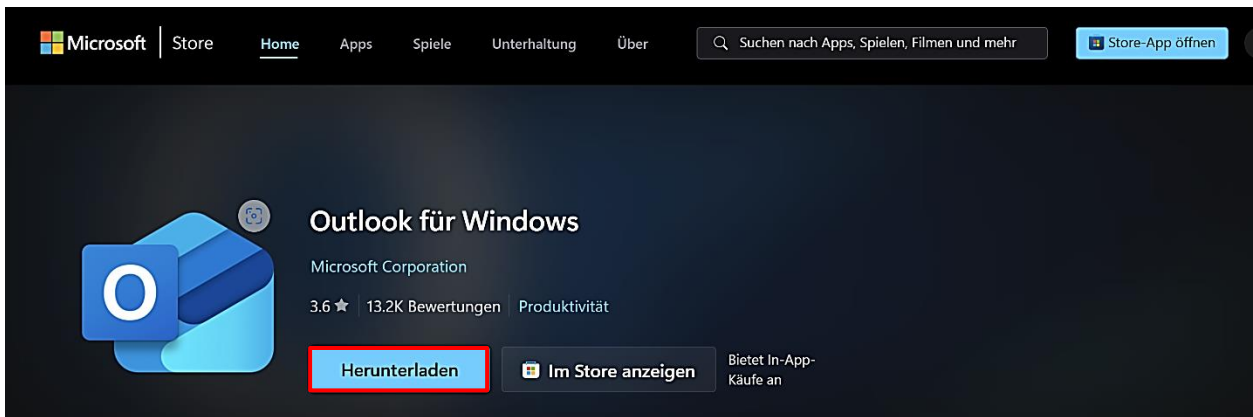 Microsoft Store Home Apps Spiele Unterhaltung Über Suchen nach Apps, Spielen, Filmen und mehr Store-App öffnen
Outlook für Windows
Microsoft Corporation
O
3.6 ★ 13.2K Bewertungen Produktivität
Herunterladen Im Store anzeigen Bietet In-App-
Käufe an